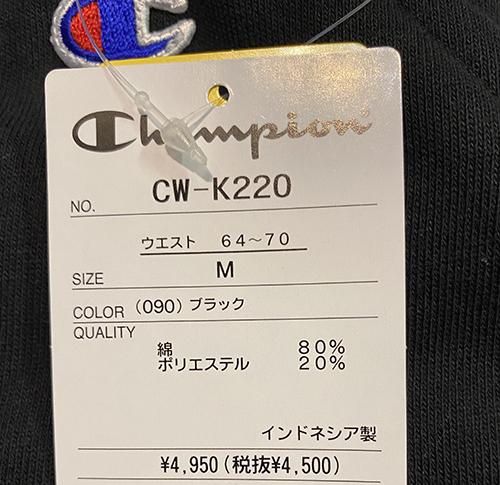 Champion
NO. CW-K220
ウエスト 64~70
SIZE M
COLOR (090) ブラック
QUALITY
綿 80%
ポリエステル 20%
インドネシア製
¥4,950(税抜¥4,500)